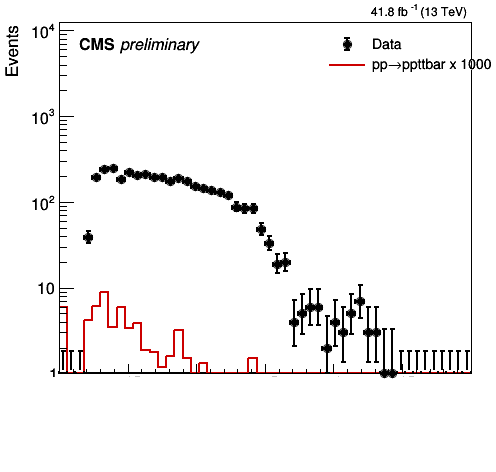 41.8 fb⁻¹ (13 TeV)
Events
CMS preliminary
Data
pp→ppttbar x 1000
10⁴
10³
10²
10
1